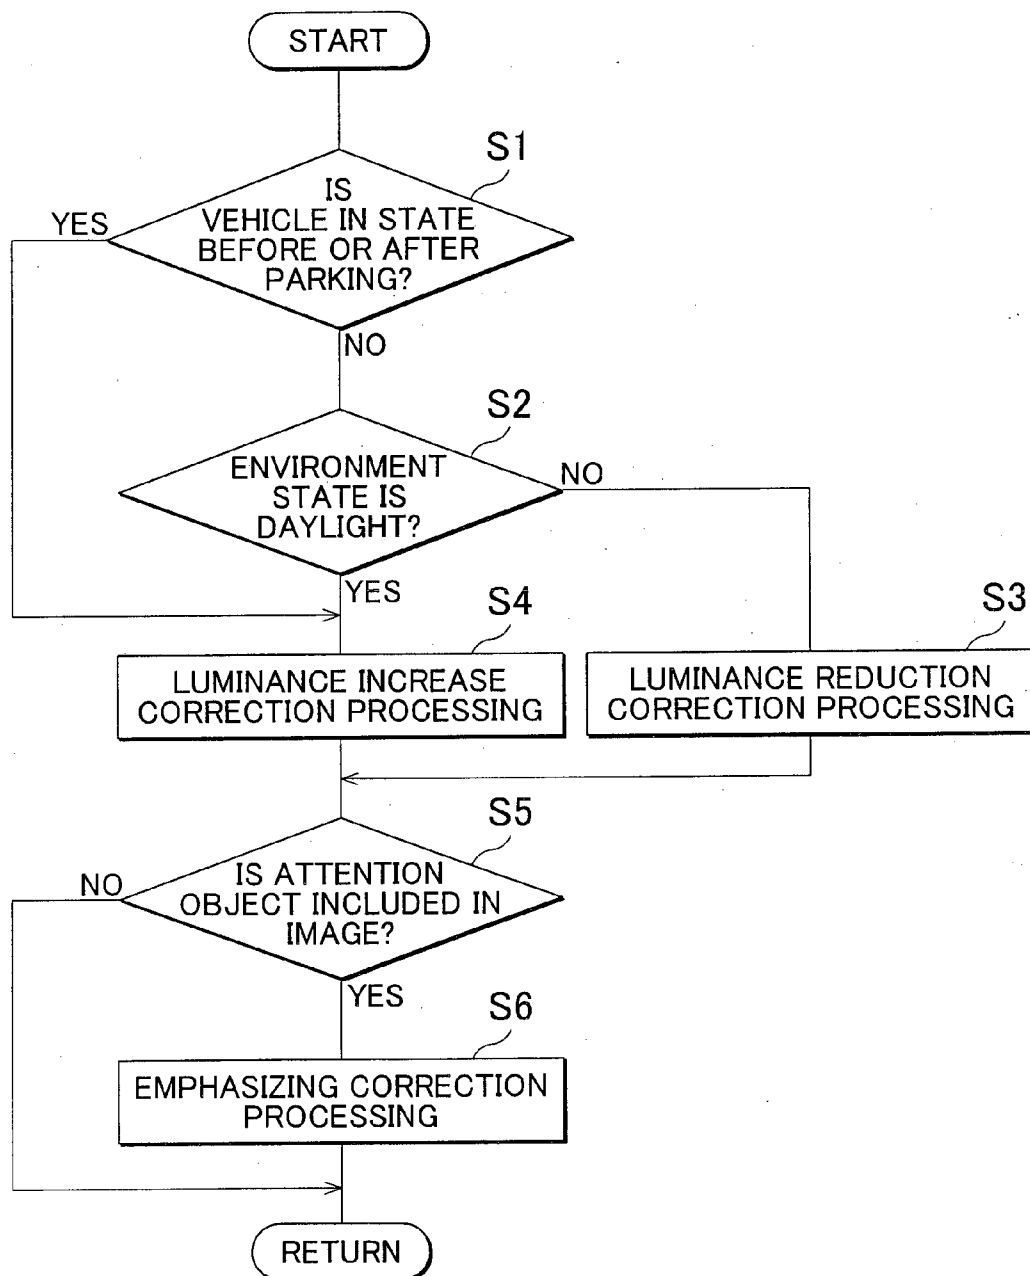 START
S1
IS
VEHICLE IN STATE
BEFORE OR AFTER
PARKING?
YES
NO
S2
ENVIRONMENT
STATE IS
DAYLIGHT?
NO
YES
S4
LUMINANCE INCREASE
CORRECTION PROCESSING
S3
LUMINANCE REDUCTION
CORRECTION PROCESSING
S5
IS ATTENTION
OBJECT INCLUDED IN
IMAGE?
NO
YES
S6
EMPHASIZING CORRECTION
PROCESSING
RETURN